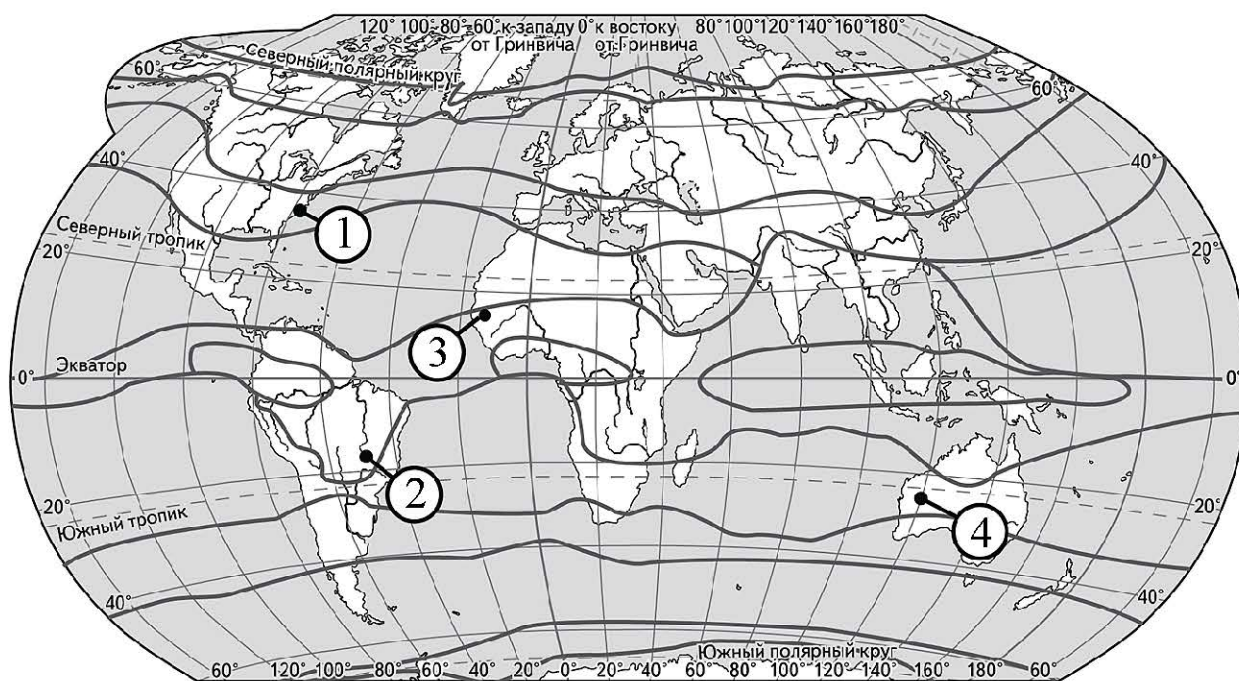 120° 100° 80° 60° к западу 0° к востоку 80° 100° 120° 140° 160° 180°
от Гринвича от Гринвича
Северный полярный круг
60° 60°
40° 40°
Северный тропик
20° 20°
1
3
Экватор
0° 0°
2
4
20° 20°
Южный тропик
40° 40°
Южный полярный круг
60° 120° 100° 80° 60° 40° 20° 0° 20° 40° 60° 80° 100° 120° 140° 160° 60°